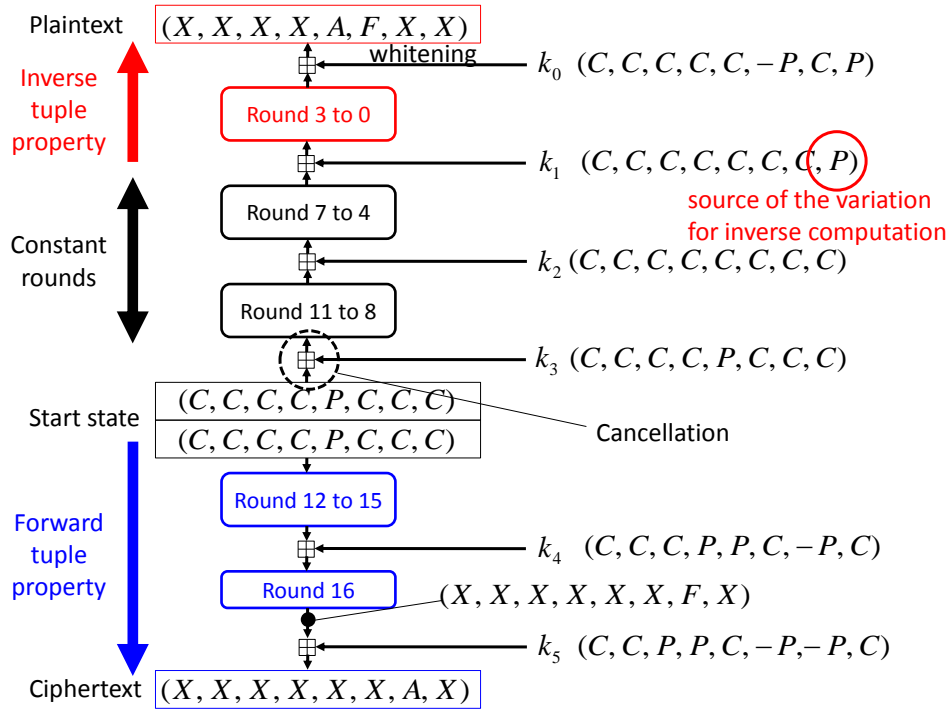 Plaintext (X, X, X, X, A, F, X, X)
whitening
k₀ (C, C, C, C, C, −P, C, P)
Inverse
tuple
property
Round 3 to 0
k₁ (C, C, C, C, C, C, C, P)
source of the variation
for inverse computation
Round 7 to 4
Constant
rounds
k₂ (C, C, C, C, C, C, C, C)
Round 11 to 8
k₃ (C, C, C, C, P, C, C, C)
(C, C, C, C, P, C, C, C)
Start state
(C, C, C, C, P, C, C, C)
Cancellation
Round 12 to 15
Forward
tuple
property
k₄ (C, C, C, P, P, C, −P, C)
Round 16
(X, X, X, X, X, X, F, X)
k₅ (C, C, P, P, C, −P, −P, C)
Ciphertext (X, X, X, X, X, X, A, X)